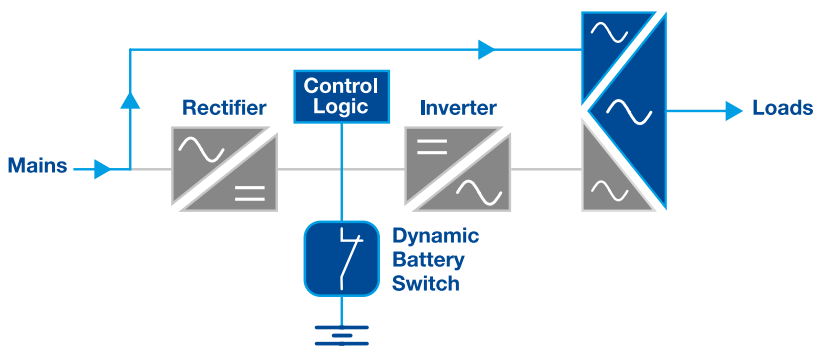 Control
Logic
Rectifier
Inverter
Mains
Loads
Dynamic
Battery
Switch